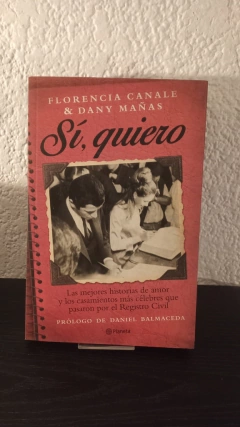 FLORENCIA CANALE
& DANY MAÑAS
Sí, quiero
Las mejores historias de amor
y los casamientos más célebres que
pasaron por el Registro Civil
PRÓLOGO DE DANIEL BALMACEDA
Planeta